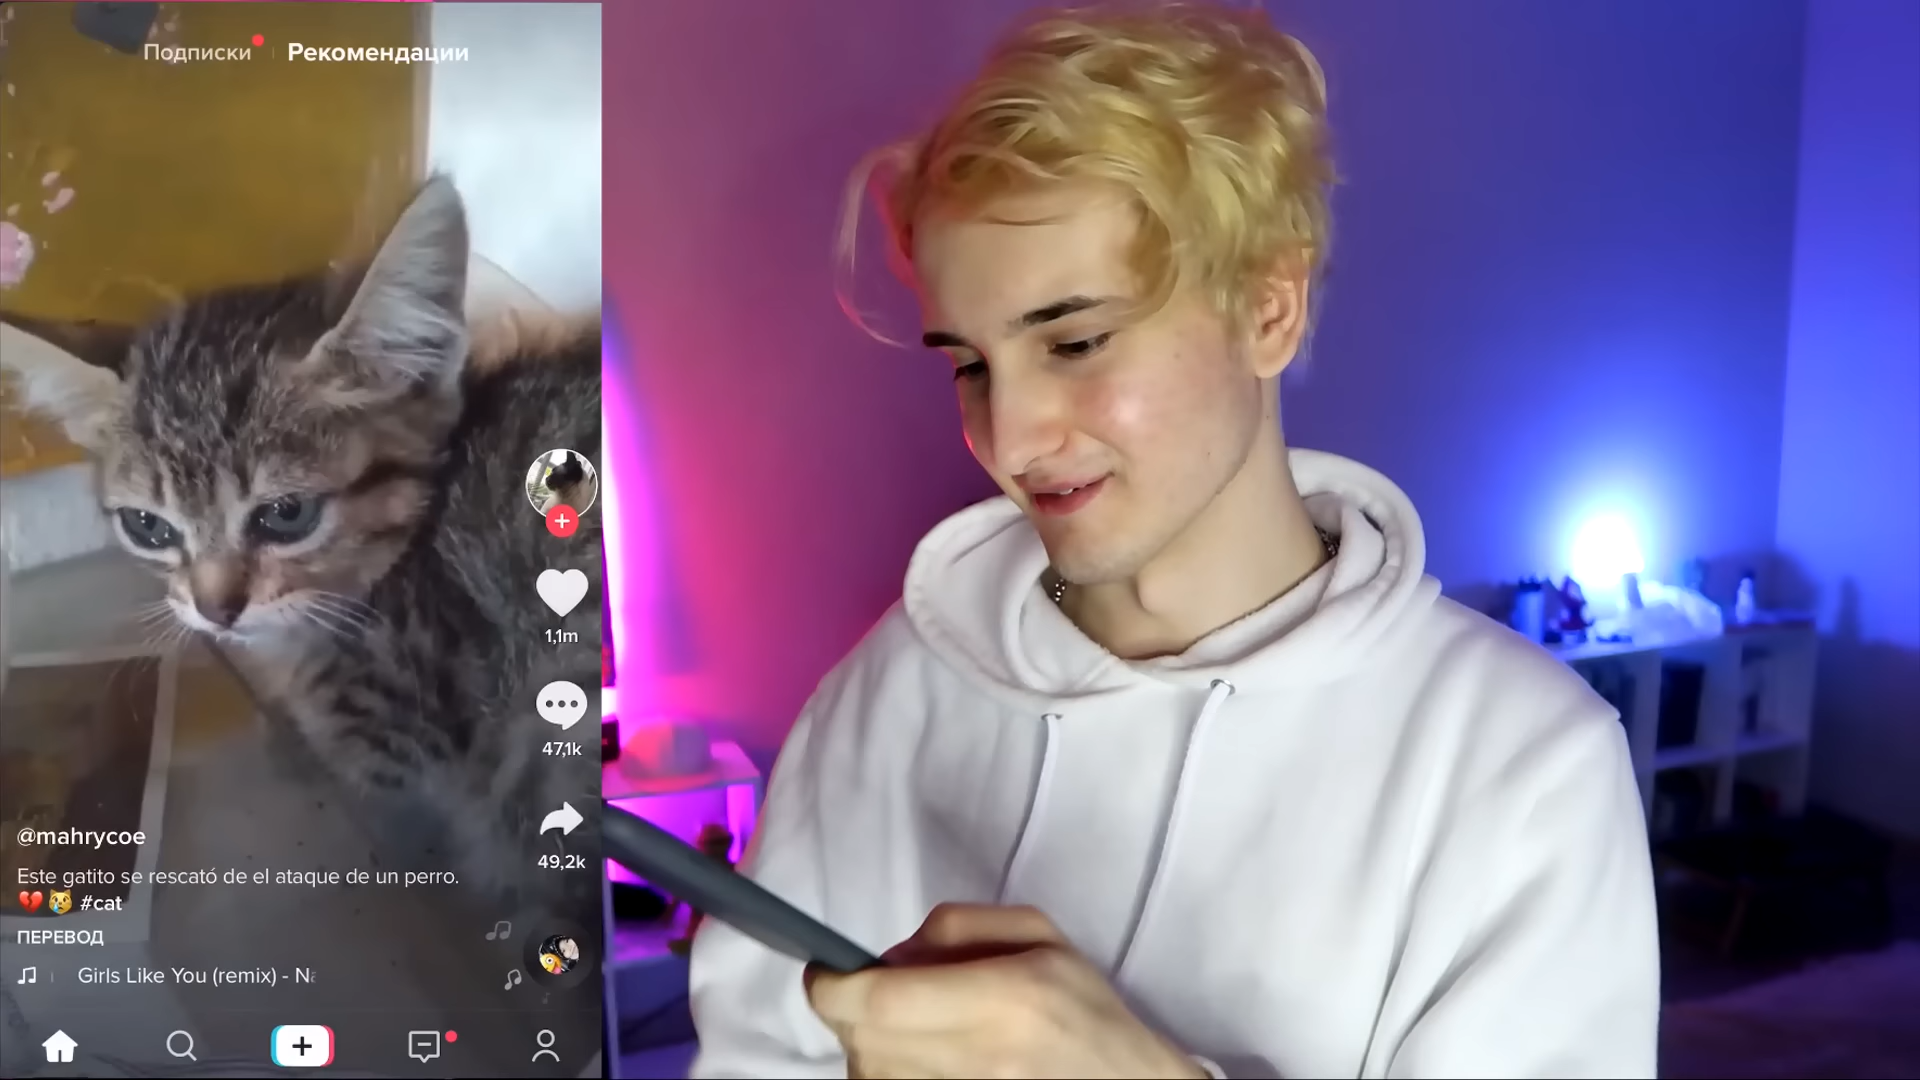 Подписки Рекомендации
1,1m
47,1k
49,2k
@mahrycoe
Este gatito se rescató de el ataque de un perro.
💔😿 #cat
ПЕРЕВОД
Girls Like You (remix) -